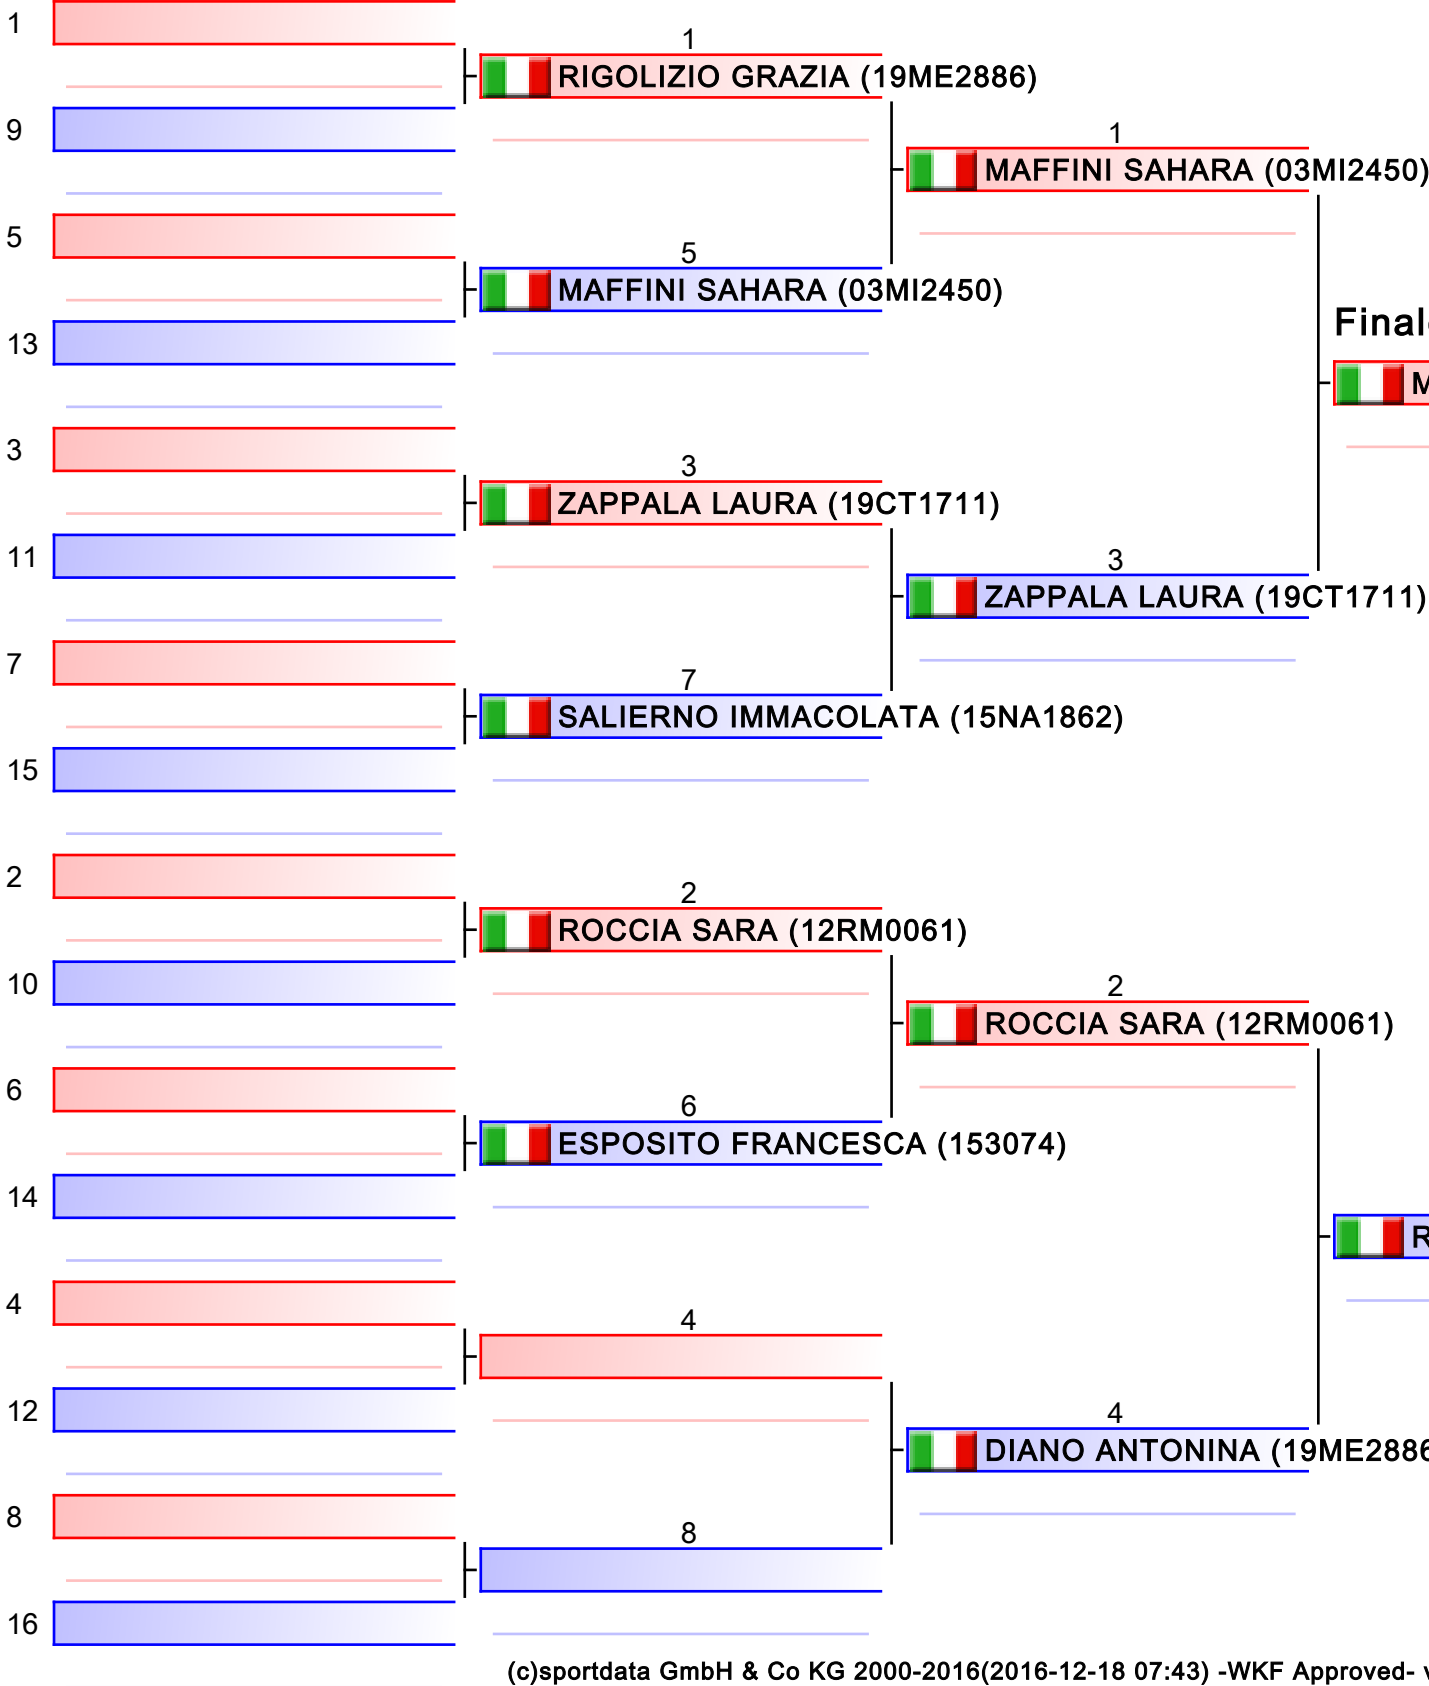 1
9
5
13
3
11
7
15
2
10
6
14
4
12
8
16
1
RIGOLIZIO GRAZIA (19ME2886)
5
MAFFINI SAHARA (03MI2450)
3
ZAPPALA LAURA (19CT1711)
7
SALIERNO IMMACOLATA (15NA1862)
2
ROCCIA SARA (12RM0061)
6
ESPOSITO FRANCESCA (153074)
4
8
1
MAFFINI SAHARA (03MI2450)
3
ZAPPALA LAURA (19CT1711)
2
ROCCIA SARA (12RM0061)
4
DIANO ANTONINA (19ME2886
Final
M
R
(c)sportdata GmbH & Co KG 2000-2016(2016-12-18 07:43) -WKF Approved- v